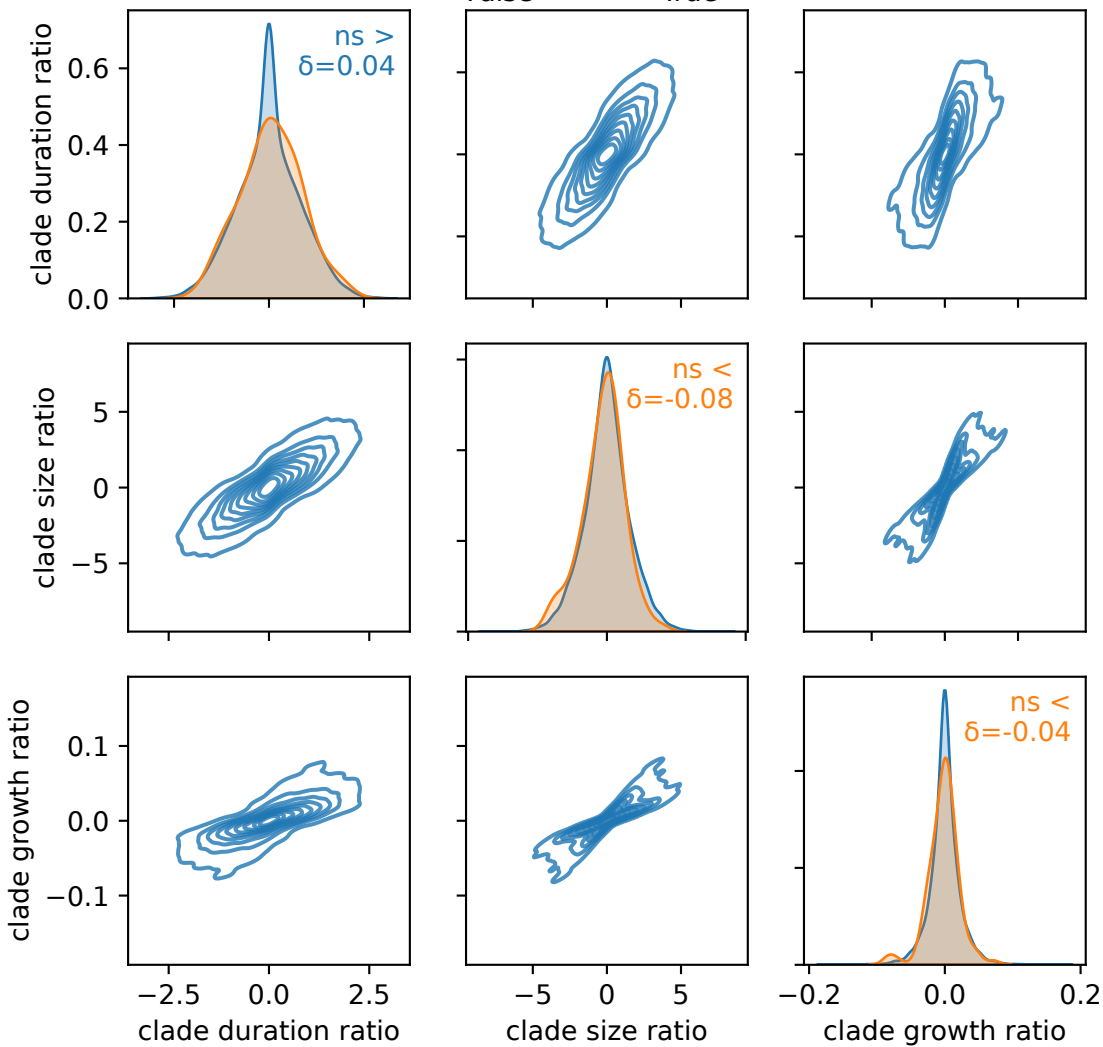 clade duration ratio
0.6
0.4
0.2
0.0
ns >
δ=0.04
clade size ratio
5
0
−5
ns <
δ=-0.08
clade growth ratio
0.1
0.0
−0.1
ns <
δ=-0.04
−2.5 0.0 2.5
clade duration ratio
−5 0 5
clade size ratio
−0.2 0.0 0.2
clade growth ratio